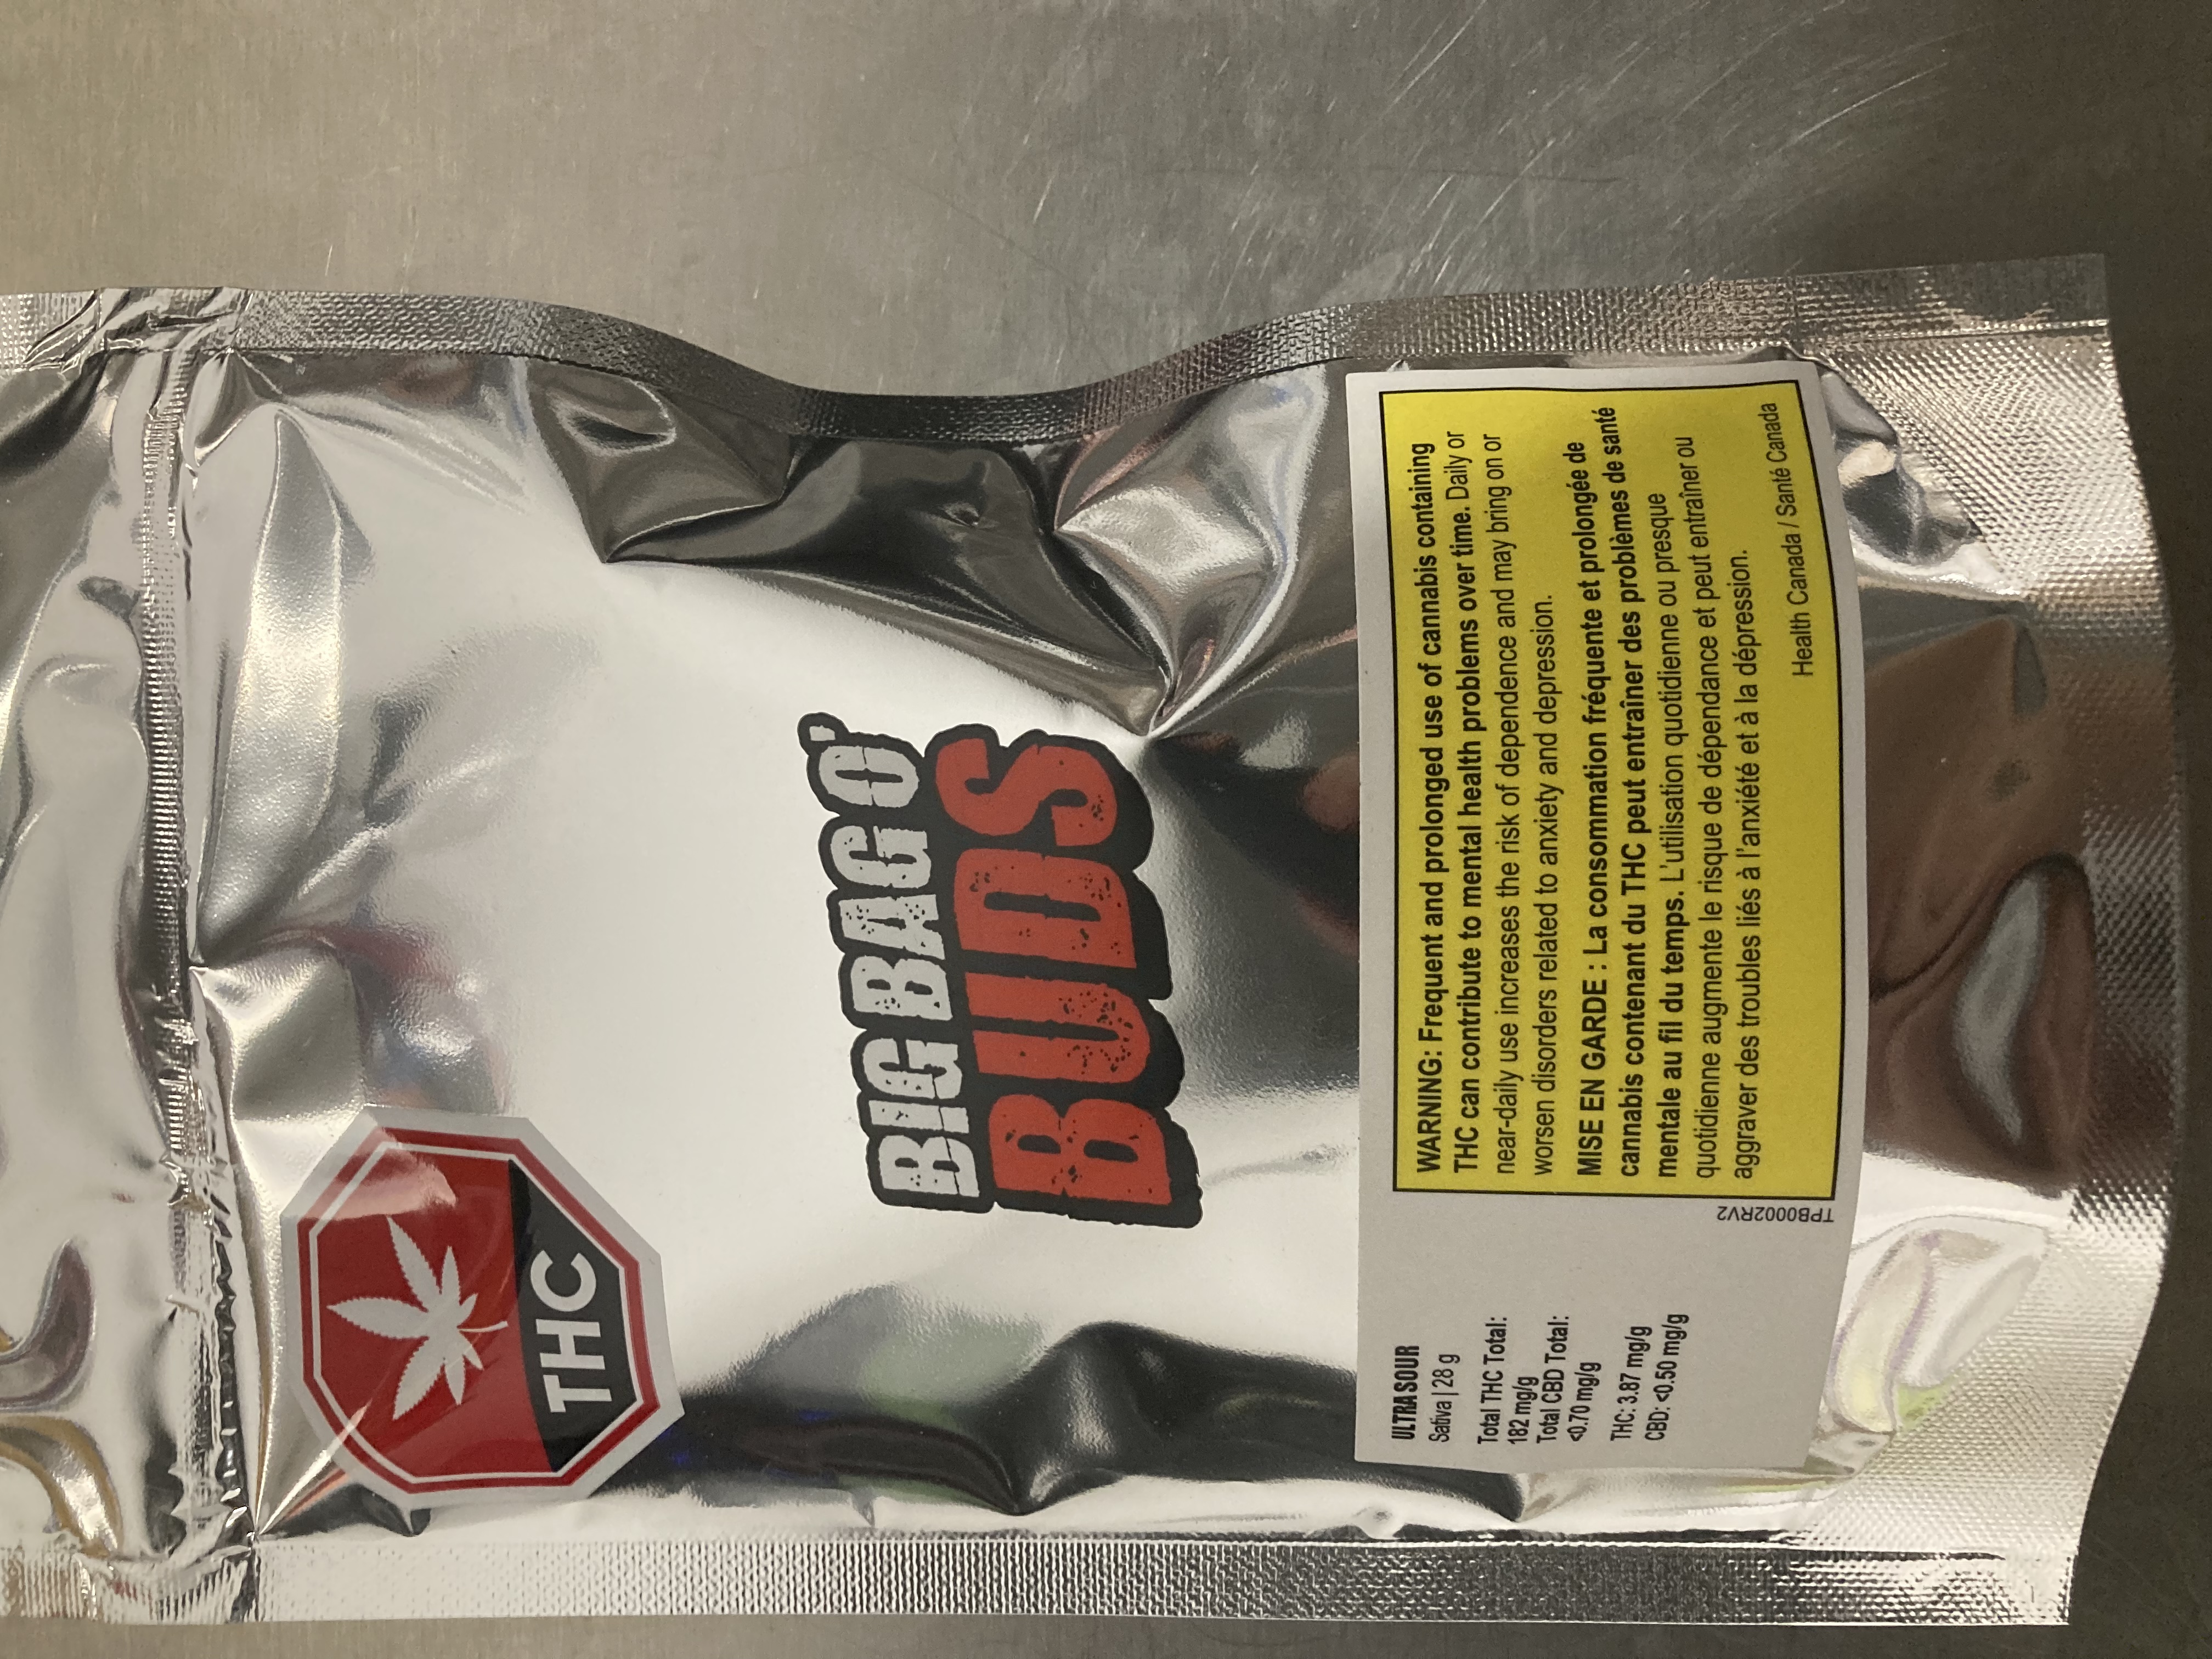 THC
BIG BAG O'
BUDS
ULTRA SOUR
Sativa | 28 g
Total THC Total:
182 mg/g
Total CBD Total:
<0.70 mg/g
THC: 3.87 mg/g
CBD: <0.50 mg/g
TPB0002RV2
WARNING: Frequent and prolonged use of cannabis containing
THC can contribute to mental health problems over time. Daily or
near-daily use increases the risk of dependence and may bring on or
worsen disorders related to anxiety and depression.
MISE EN GARDE : La consommation fréquente et prolongée de
cannabis contenant du THC peut entraîner des problèmes de santé
mentale au fil du temps. L'utilisation quotidienne ou presque
quotidienne augmente le risque de dépendance et peut entraîner ou
aggraver des troubles liés à l'anxiété et à la dépression.
Health Canada / Santé Canada